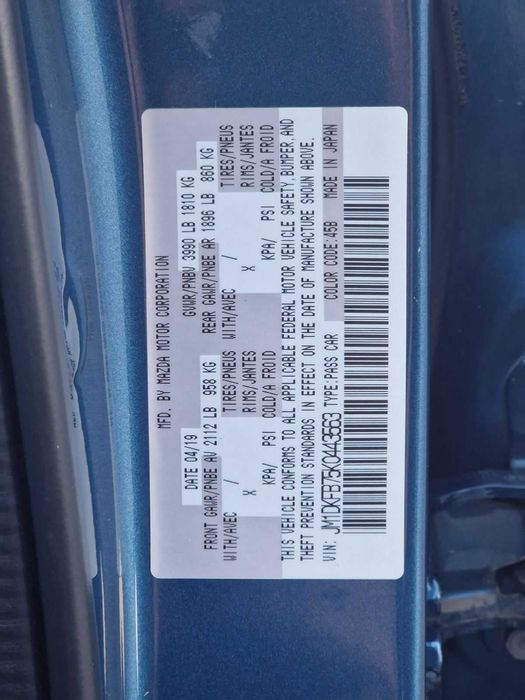 MFD. BY MAZDA MOTOR CORPORATION
DATE 04/19 GVWR/PNBV 3990 LB 1810 KG
FRONT GAWR/PNBE AV 2112 LB 958 KG REAR GAWR/PNBE AR 1896 LB 860 KG
WITH/AVEC / TIRES/PNEUS WITH/AVEC / TIRES/PNEUS
X RIMS/JANTES X RIMS/JANTES
KPA/ PSI COLD/A FROID KPA/ PSI COLD/A FROID
THIS VEHICLE CONFORMS TO ALL APPLICABLE FEDERAL MOTOR VEHICLE SAFETY,BUMPER,AND
THEFT PREVENTION STANDARDS IN EFFECT ON THE DATE OF MANUFACTURE SHOWN ABOVE.
VIN: JM1DKFB75K0443563 TYPE:PASS CAR COLOR CODE:45B MADE IN JAPAN